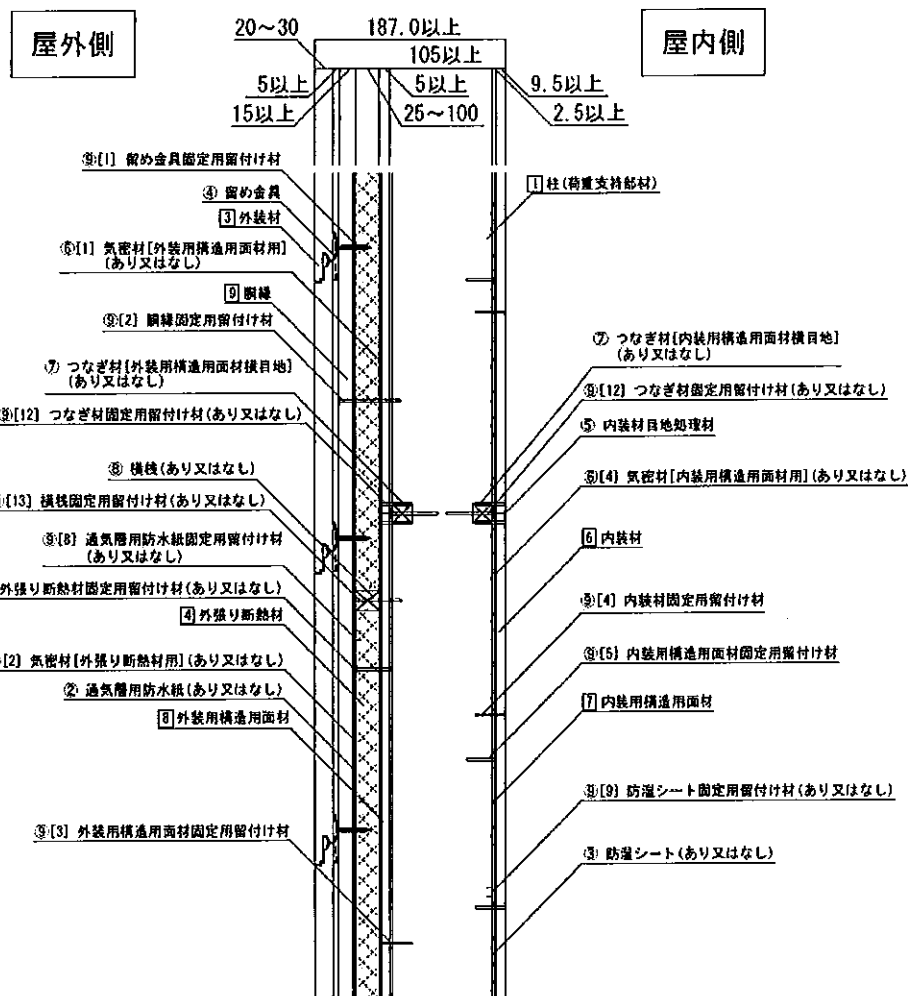 屋外側
20～30
187.0以上
屋内側
105以上
5以上
5以上
9.5以上
15以上
25～100
2.5以上
⑨[1] 留め金具固定用留付け材
④ 留め金具
3 外装材
⑥[1] 気密材[外装用構造用面材用]
(あり又はなし)
9 胴縁
⑨[2] 胴縁固定用留付け材
⑦ つなぎ材[外装用構造用面材横目地]
(あり又はなし)
⑨[12] つなぎ材固定用留付け材(あり又はなし)
⑧ 横桟(あり又はなし)
[13] 横桟固定用留付け材(あり又はなし)
⑨[8] 通気層用防水紙固定用留付け材
(あり又はなし)
外張り断熱材固定用留付け材(あり又はなし)
4 外張り断熱材
[2] 気密材[外張り断熱材用](あり又はなし)
② 通気層用防水紙(あり又はなし)
8 外装用構造用面材
⑨[3] 外装用構造用面材固定用留付け材
1 柱(荷重支持部材)
⑦ つなぎ材[内装用構造用面材横目地]
(あり又はなし)
⑨[12] つなぎ材固定用留付け材(あり又はなし)
⑤ 内装材目地処理材
⑥[4] 気密材[内装用構造用面材用](あり又はなし)
6 内装材
⑨[4] 内装材固定用留付け材
⑨[5] 内装用構造用面材固定用留付け材
7 内装用構造用面材
⑨[9] 防湿シート固定用留付け材(あり又はなし)
③ 防湿シート(あり又はなし)